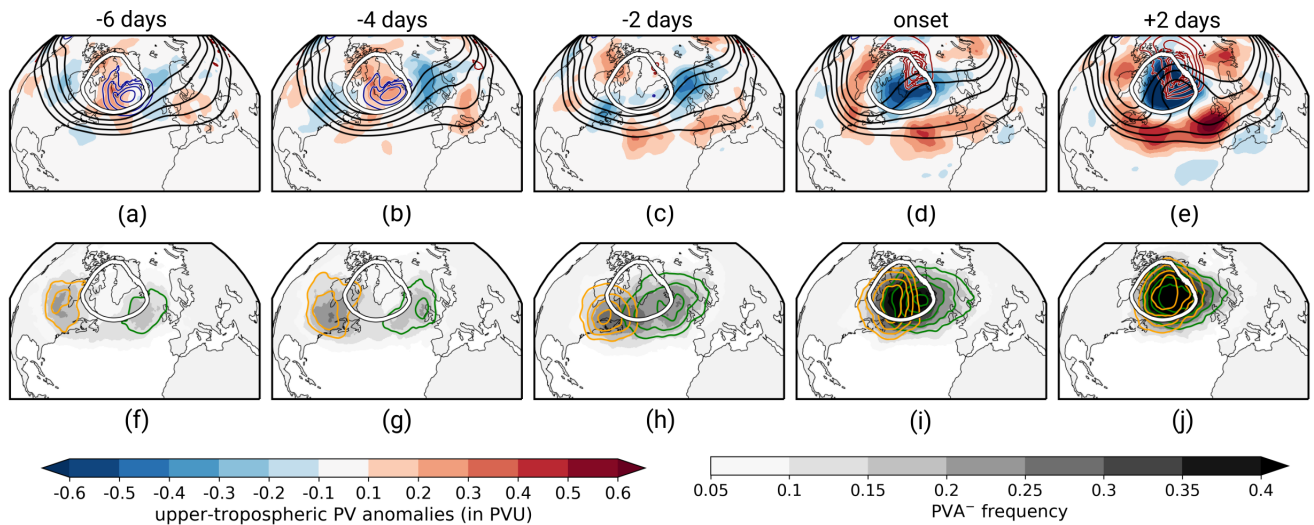 -6 days
-4 days
-2 days
onset
+2 days
(a)
(b)
(c)
(d)
(e)
(f)
(g)
(h)
(i)
(j)
-0.6 -0.5 -0.4 -0.3 -0.2 -0.1 0.1 0.2 0.3 0.4 0.5 0.6
upper-tropospheric PV anomalies (in PVU)
0.05 0.1 0.15 0.2 0.25 0.3 0.35 0.4
PVA⁻ frequency